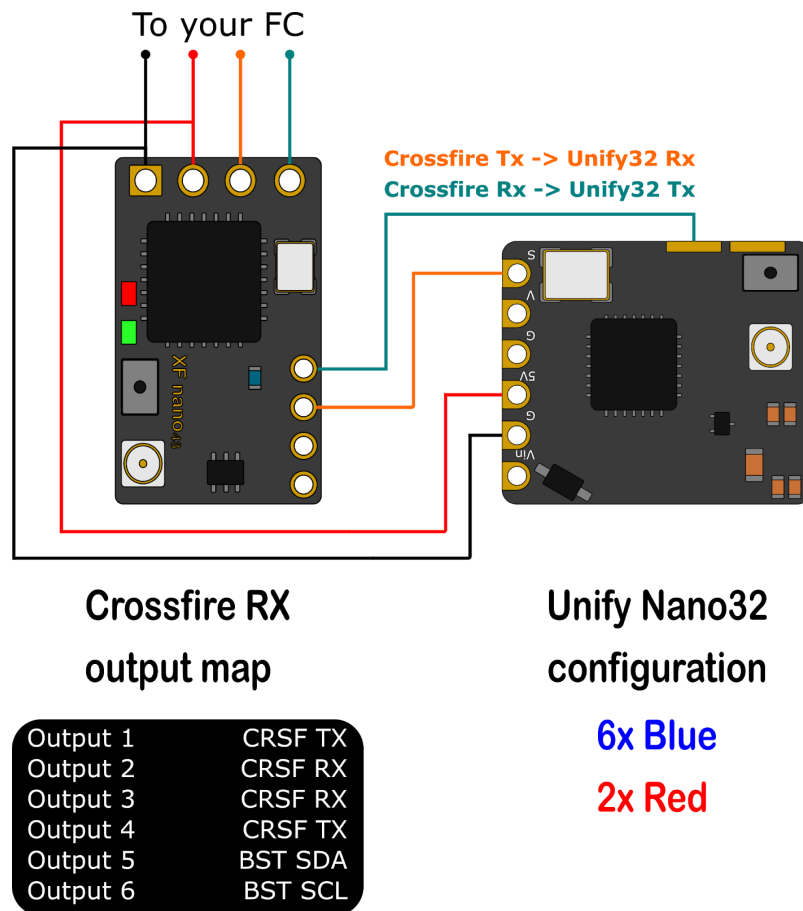 To your FC
Crossfire Tx -> Unify32 Rx
Crossfire Rx -> Unify32 Tx
S
V
G
5V
G
Vin
XF nano
Crossfire RX
output map
Unify Nano32
configuration
6x Blue
2x Red
Output 1 CRSF TX
Output 2 CRSF RX
Output 3 CRSF RX
Output 4 CRSF TX
Output 5 BST SDA
Output 6 BST SCL